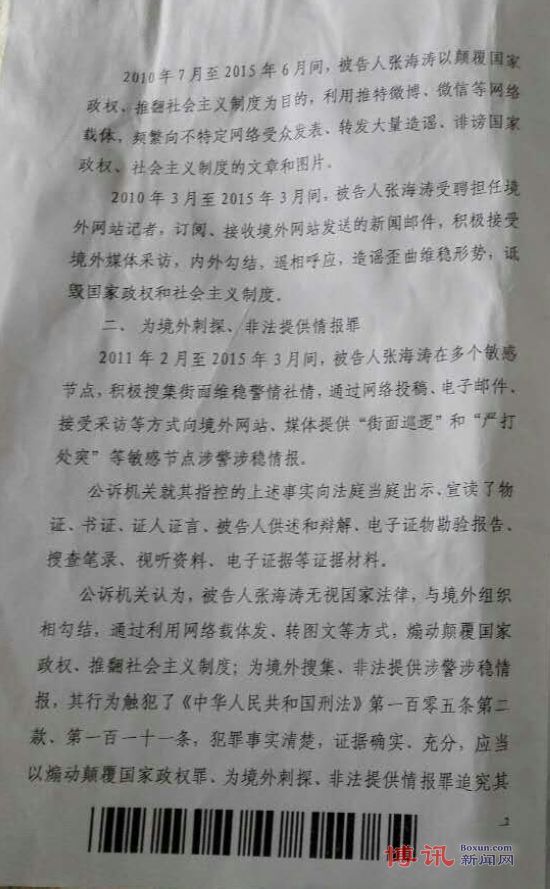 2010年7月至2015年6月间，被告人张海涛以颠覆国家
政权、推翻社会主义制度为目的，利用推特微博、微信等网络
载体，频繁向不特定网络受众发表、转发大量造谣、诽谤国家
政权、社会主义制度的文章和图片。
2010年3月至2015年3月间，被告人张海涛受聘担任境
外网站记者，订阅、接收境外网站发送的新闻邮件，积极接受
境外媒体采访，内外勾结，遥相呼应，造谣歪曲维稳形势，诋
毁国家政权和社会主义制度。
二、为境外刺探、非法提供情报罪
2011年2月至2015年3月间，被告人张海涛在多个敏感
节点，积极搜集街面维稳警情社情，通过网络投稿、电子邮件、
接受采访等方式向境外网站、媒体提供“街面巡逻”和“严打
处突”等敏感节点涉警涉稳情报。
公诉机关就其指控的上述事实向法庭当庭出示、宣读了物
证、书证、证人证言、被告人供述和辩解、电子证物勘验报告、
搜查笔录、视听资料、电子证据等证据材料。
公诉机关认为，被告人张海涛无视国家法律，与境外组织
相勾结，通过利用网络载体发、转图文等方式，煽动颠覆国家
政权、推翻社会主义制度；为境外搜集、非法提供涉警涉稳情
报，其行为触犯了《中华人民共和国刑法》第一百零五条第二
款、第一百一十一条，犯罪事实清楚，证据确实、充分，应当
以煽动颠覆国家政权罪、为境外刺探、非法提供情报罪追究其
2
博讯 Boxun.com 新闻网